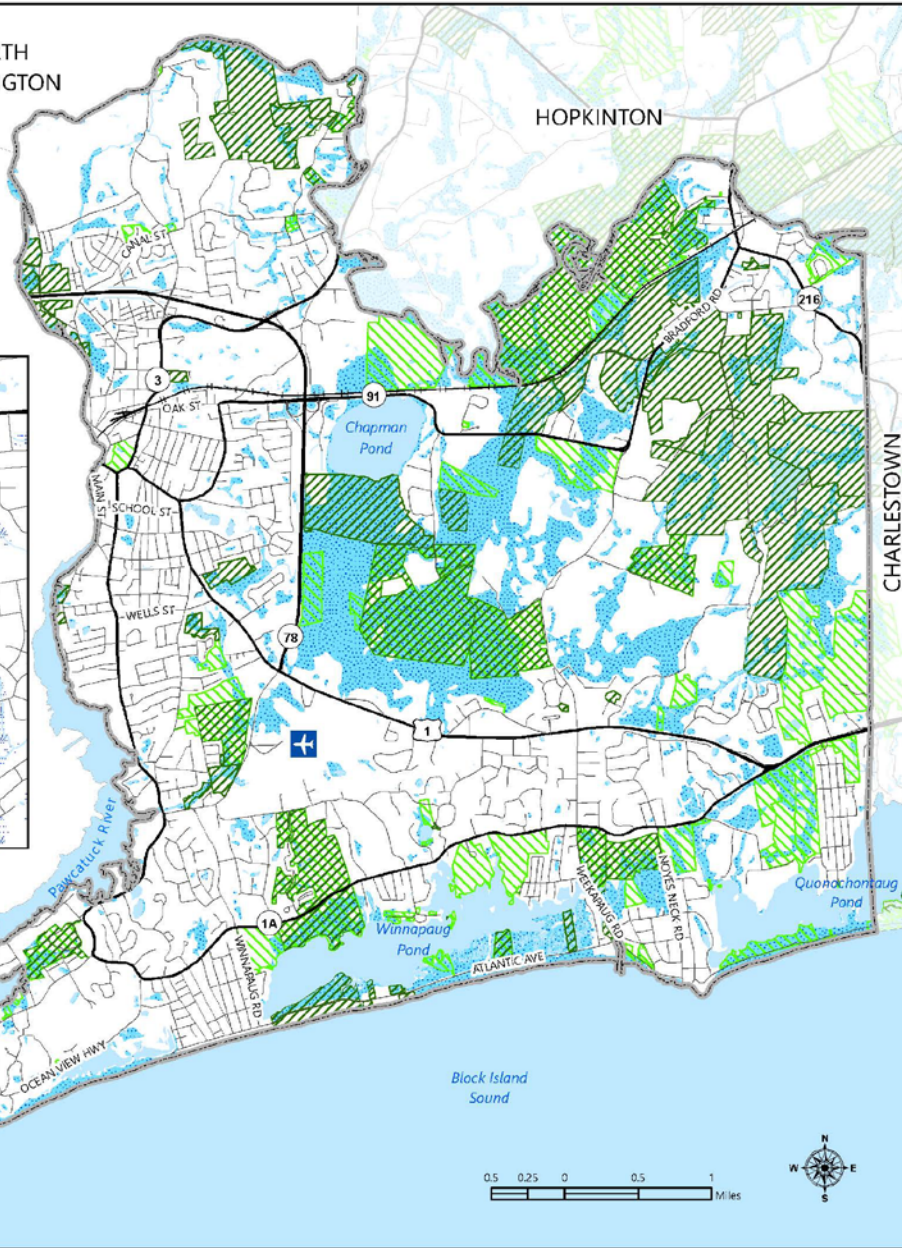 TH
GTON
HOPKINTON
CANAL ST
BRADFORD RD
216
3
91
OAK ST
Chapman
Pond
CHARLESTOWN
MAIN ST
SCHOOL ST
WELLS ST
78
1
Pawcatuck River
Quonochontaug
Pond
WEEKAPAUG RD
NOYES NECK RD
1A
Winnapaug
Pond
WINNAPAUG RD
ATLANTIC AVE
OCEAN VIEW HWY
Block Island
Sound
N
W E
S
0.5 0.25 0 0.5 1
Miles